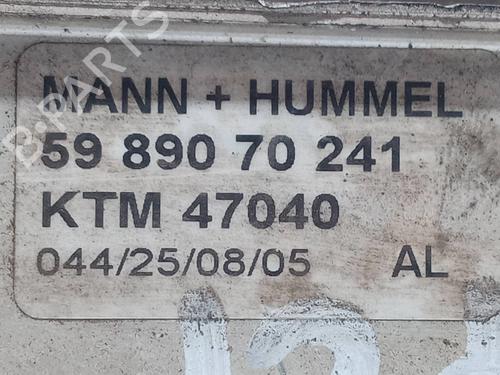 MANN + HUMMEL
59 890 70 241
KTM 47040
044/25/08/05 AL
B-PARTS